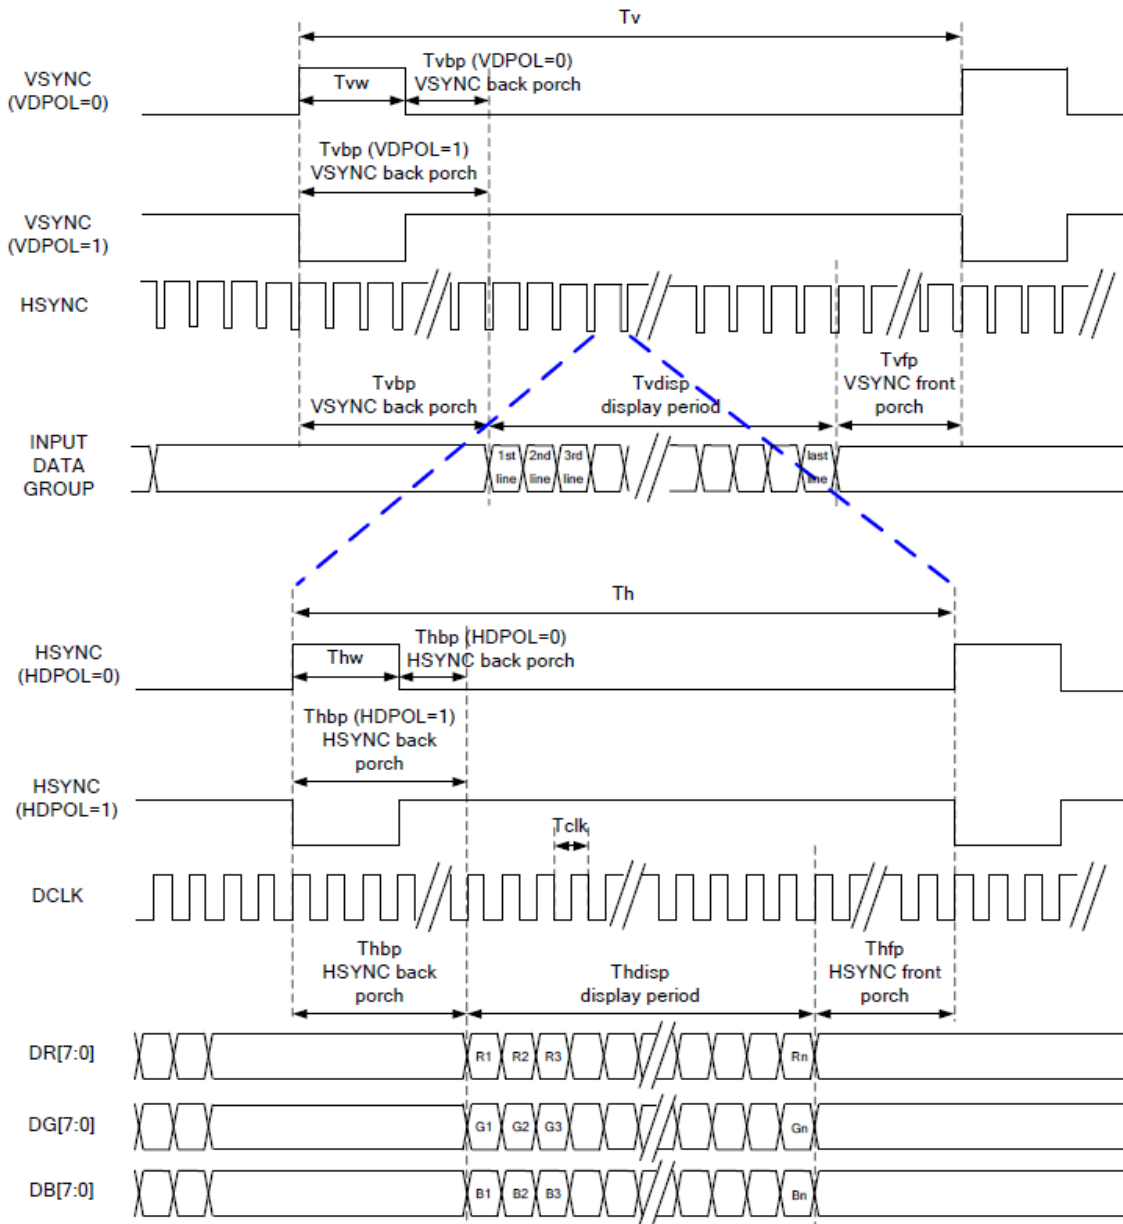 Tv
VSYNC
(VDPOL=0)
Tvw
Tvbp (VDPOL=0)
VSYNC back porch
Tvbp (VDPOL=1)
VSYNC back porch
VSYNC
(VDPOL=1)
HSYNC
Tvbp
VSYNC back porch
Tvdisp
display period
Tvfp
VSYNC front
porch
INPUT
DATA
GROUP
1st
line
2nd
line
3rd
line
last
line
Th
HSYNC
(HDPOL=0)
Thw
Thbp (HDPOL=0)
HSYNC back porch
Thbp (HDPOL=1)
HSYNC back
porch
HSYNC
(HDPOL=1)
Tclk
DCLK
Thbp
HSYNC back
porch
Thdisp
display period
Thfp
HSYNC front
porch
DR[7:0]
R1 R2 R3 Rn
DG[7:0]
G1 G2 G3 Gn
DB[7:0]
B1 B2 B3 Bn